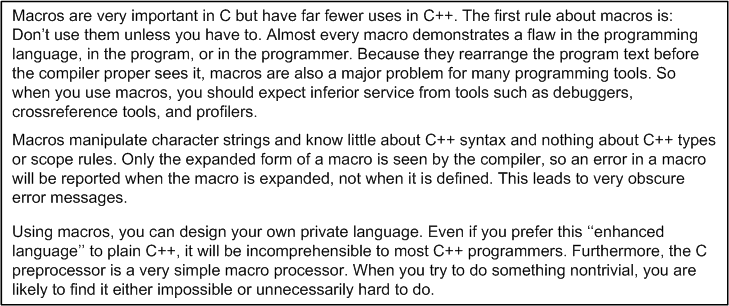 Macros are very important in C but have far fewer uses in C++. The first rule about macros is:
Don’t use them unless you have to. Almost every macro demonstrates a flaw in the programming
language, in the program, or in the programmer. Because they rearrange the program text before
the compiler proper sees it, macros are also a major problem for many programming tools. So
when you use macros, you should expect inferior service from tools such as debuggers,
crossreference tools, and profilers.
Macros manipulate character strings and know little about C++ syntax and nothing about C++ types
or scope rules. Only the expanded form of a macro is seen by the compiler, so an error in a macro
will be reported when the macro is expanded, not when it is defined. This leads to very obscure
error messages.
Using macros, you can design your own private language. Even if you prefer this ‘‘enhanced
language’’ to plain C++, it will be incomprehensible to most C++ programmers. Furthermore, the C
preprocessor is a very simple macro processor. When you try to do something nontrivial, you are
likely to find it either impossible or unnecessarily hard to do.